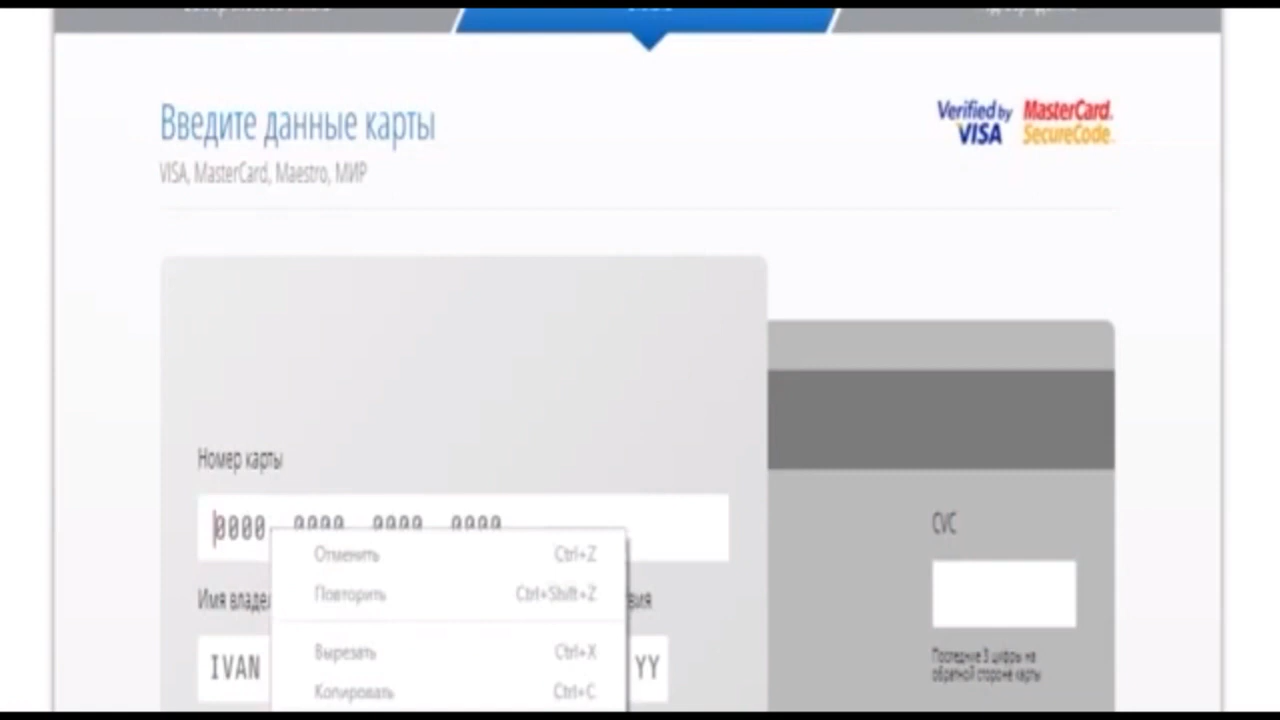 Введите данные карты
VISA, MasterCard, Maestro, МИР
Verified by
VISA
MasterCard.
SecureCode.
Номер карты
0000 0000 0000 0000
CVC
Отменить Ctrl+Z
Повторить Ctrl+Shift+Z
Имя
IVAN
YY
Вырезать Ctrl+X
Копировать Ctrl+C
Последние 3 цифры на
обратной стороне карты